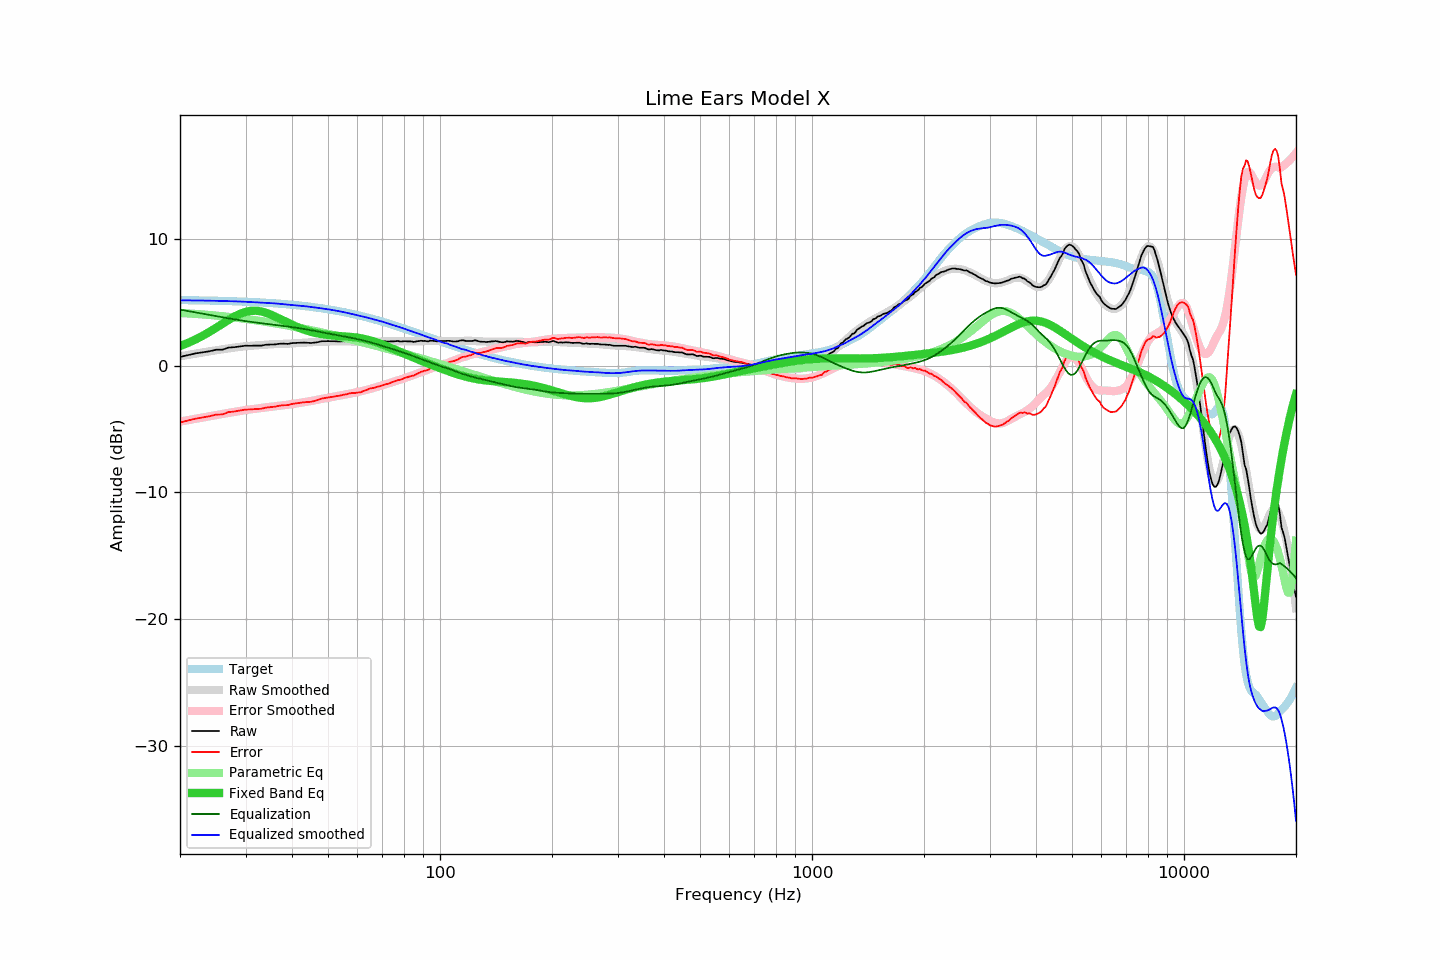 Lime Ears Model X
10
0
−10
−20
−30
Amplitude (dBr)
Target
Raw Smoothed
Error Smoothed
Raw
Error
Parametric Eq
Fixed Band Eq
Equalization
Equalized smoothed
100
1000
10000
Frequency (Hz)